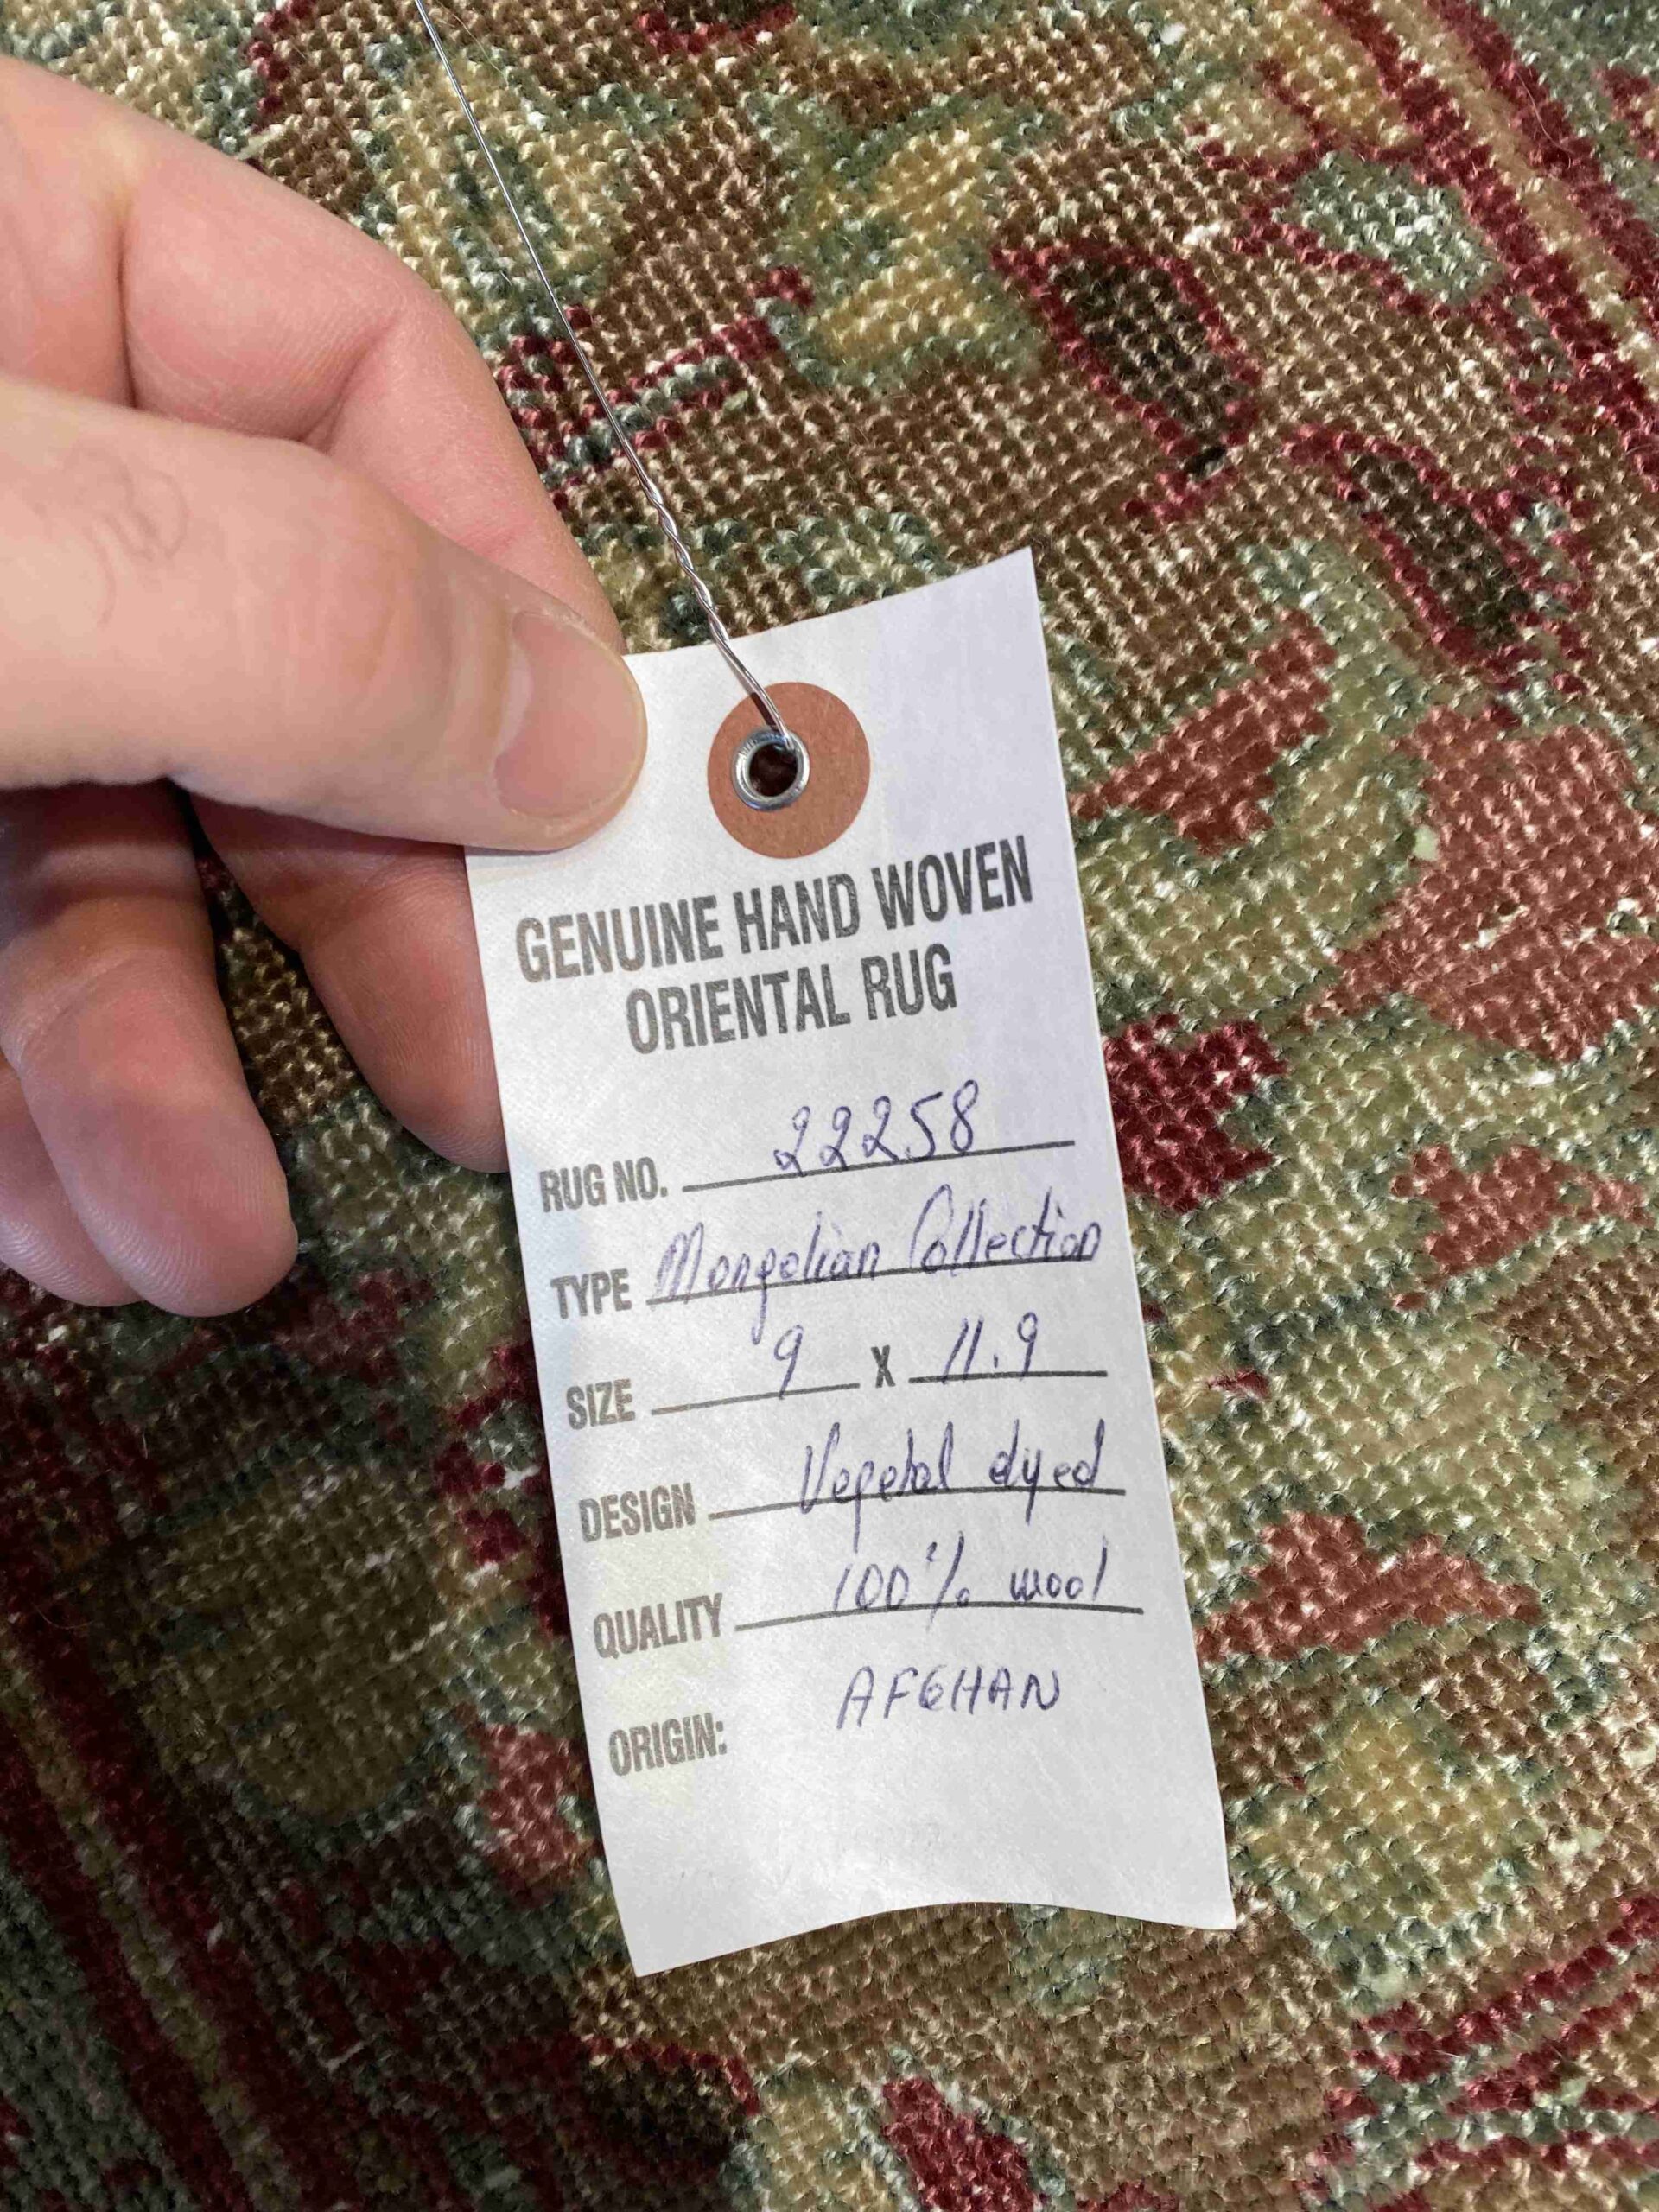 GENUINE HAND WOVEN
ORIENTAL RUG
RUG NO. 22258
TYPE Mongolian Collection
SIZE 9 X 11.9
DESIGN Vegetal dyed
QUALITY 100% wool
ORIGIN: AFGHAN